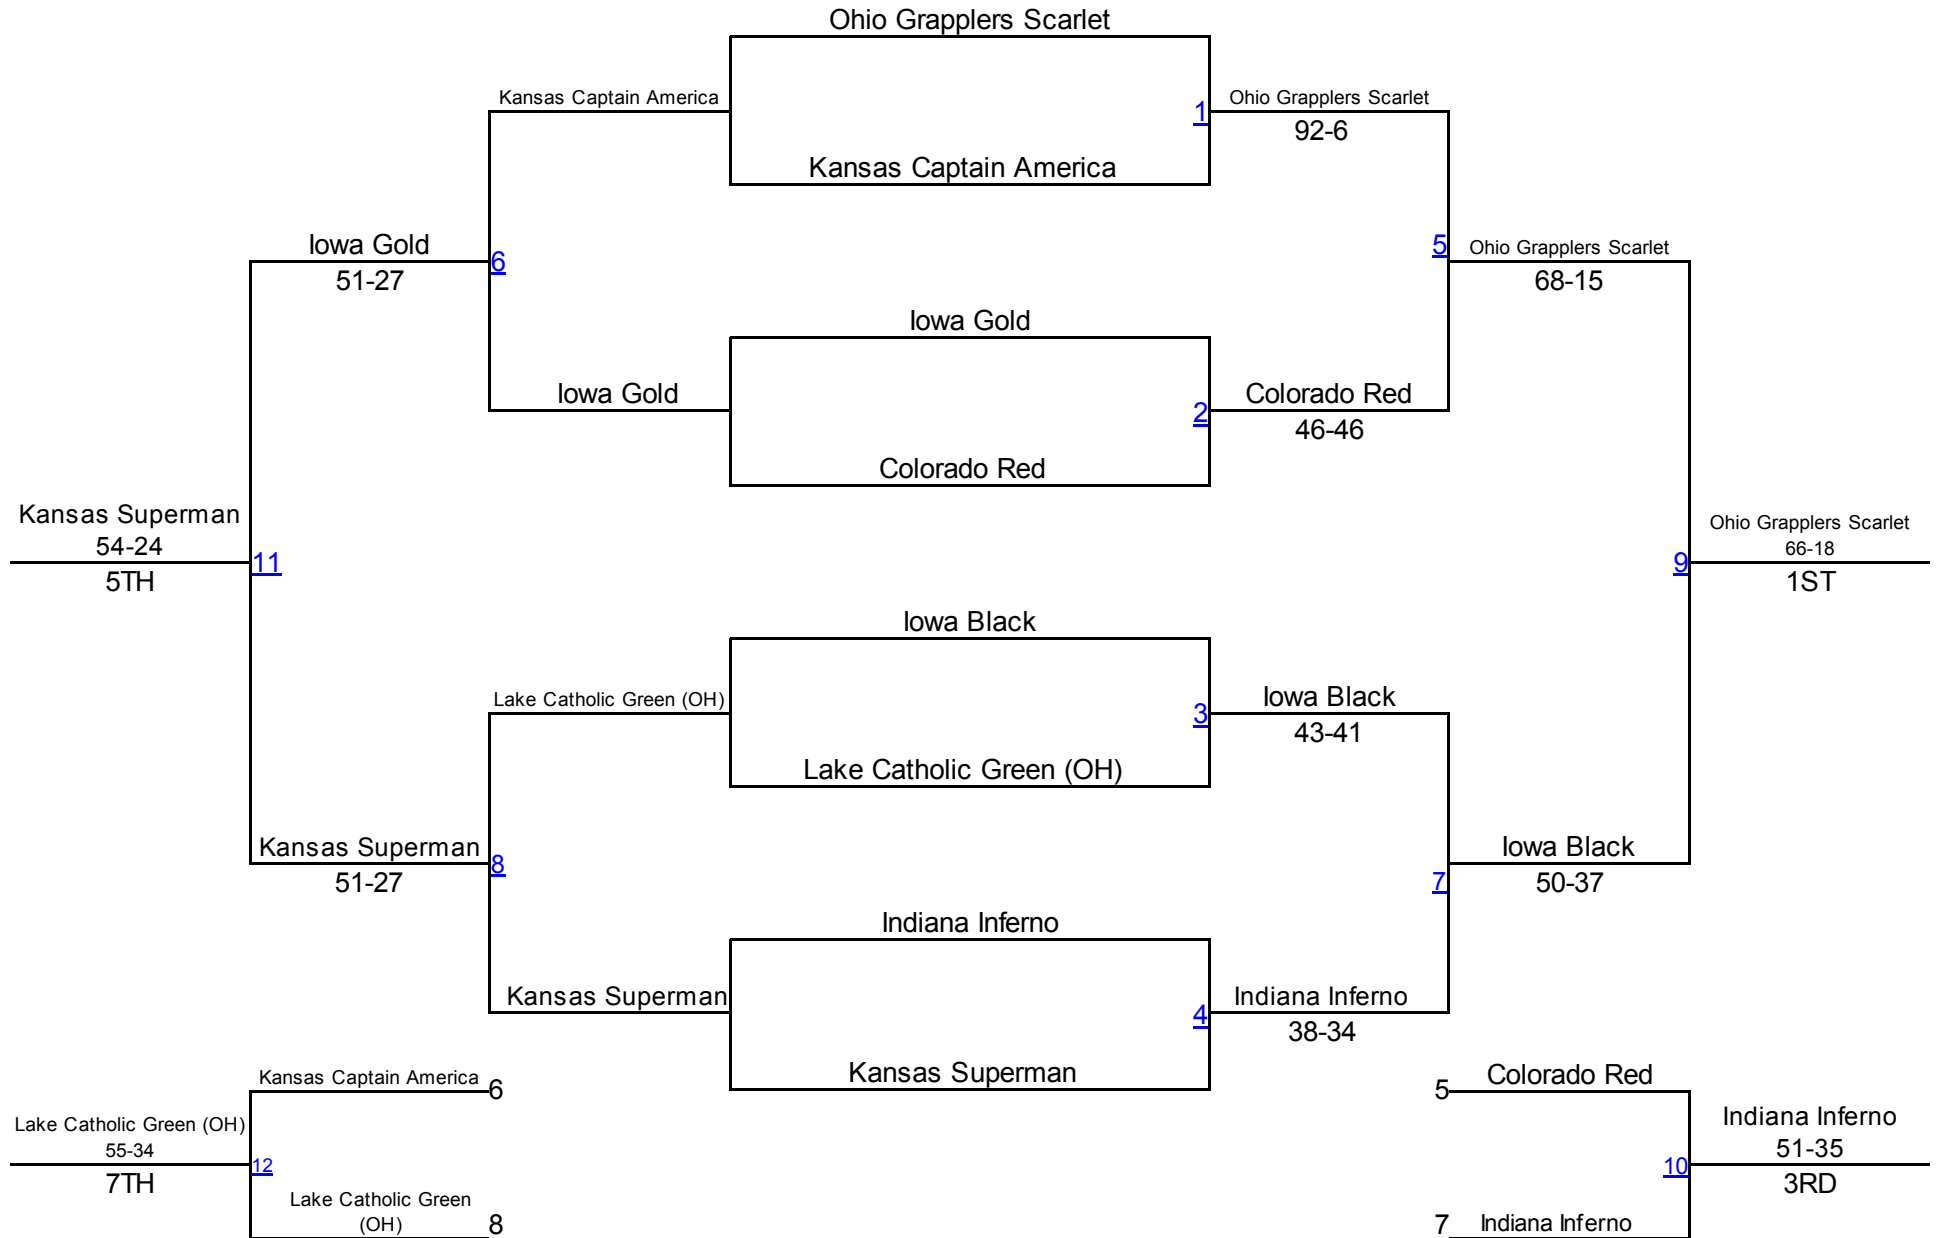 Ohio Grapplers Scarlet
Kansas Captain America
1
Ohio Grapplers Scarlet
92-6
Kansas Captain America
Iowa Gold
51-27
6
5
Ohio Grapplers Scarlet
68-15
Iowa Gold
Iowa Gold
2
Colorado Red
46-46
Colorado Red
Kansas Superman
54-24
5TH
11
9
Ohio Grapplers Scarlet
66-18
1ST
Iowa Black
Lake Catholic Green (OH)
3
Iowa Black
43-41
Lake Catholic Green (OH)
Kansas Superman
51-27
8
7
Iowa Black
50-37
Indiana Inferno
Kansas Superman
4
Indiana Inferno
38-34
Kansas Superman
Kansas Captain America
6
5
Colorado Red
Lake Catholic Green (OH)
55-34
7TH
12
10
Indiana Inferno
51-35
3RD
Lake Catholic Green
(OH)
8
7
Indiana Inferno